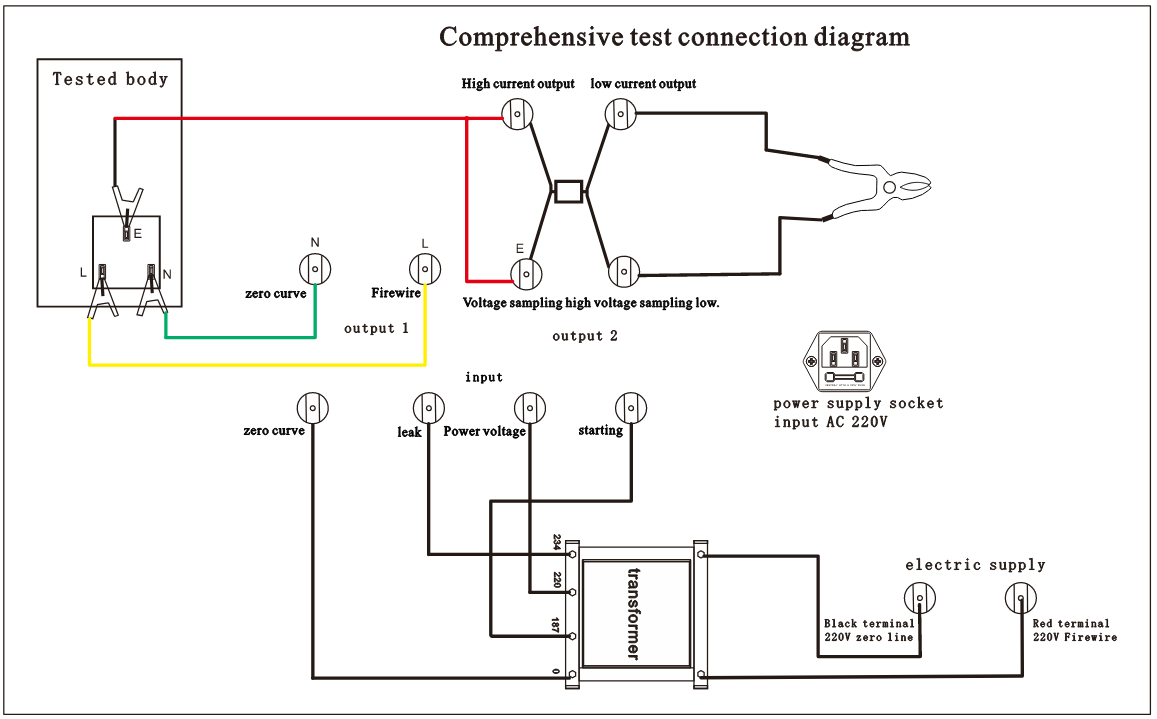 Comprehensive test connection diagram
Tested body
High current output
low current output
E
L
N
N
L
E
zero curve
Firewire
Voltage sampling high voltage sampling low.
output 1
output 2
input
power supply socket
input AC 220V
zero curve
leak
Power voltage
starting
234
220
187
0
transformer
electric supply
Black terminal
220V zero line
Red terminal
220V Firewire